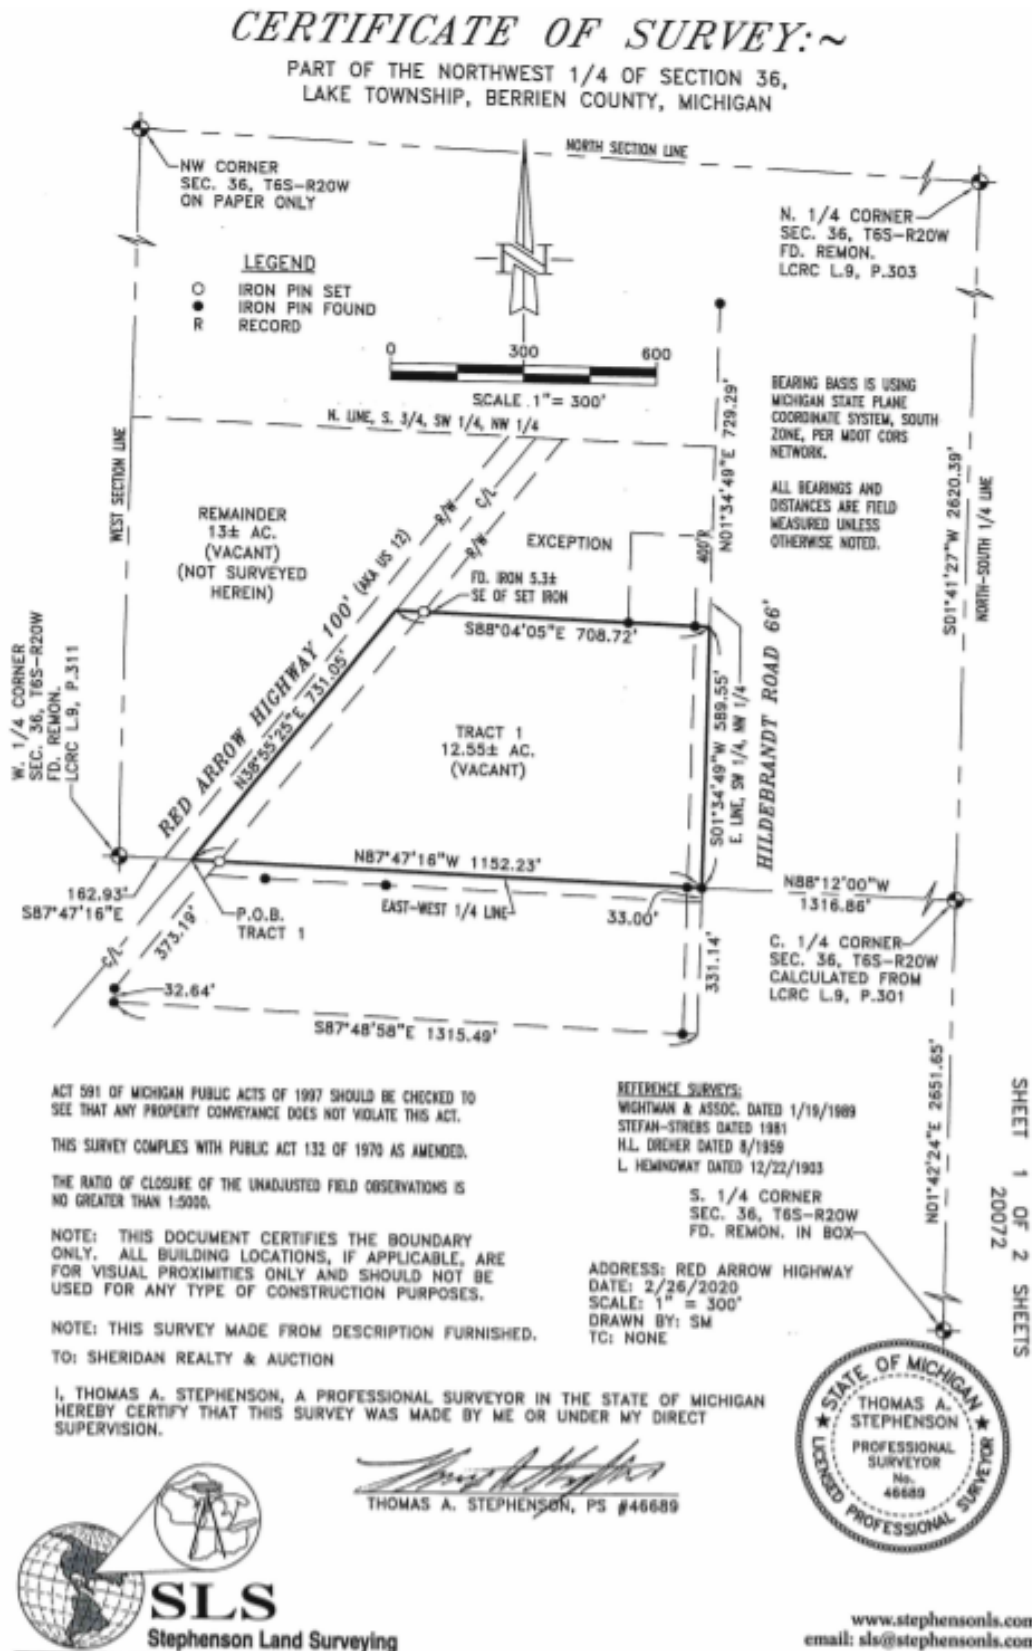 CERTIFICATE OF SURVEY:~
PART OF THE NORTHWEST 1/4 OF SECTION 36,
LAKE TOWNSHIP, BERRIEN COUNTY, MICHIGAN
NORTH SECTION LINE
NW CORNER
SEC. 36, T6S-R20W
ON PAPER ONLY
N. 1/4 CORNER
SEC. 36, T6S-R20W
FD. REMON.
LCRC L.9, P.303
N
LEGEND
IRON PIN SET
IRON PIN FOUND
R RECORD
0 300 600
SCALE 1"= 300'
BEARING BASIS IS USING
MICHIGAN STATE PLANE
COORDINATE SYSTEM, SOUTH
ZONE, PER MDOT CORS
NETWORK.
ALL BEARINGS AND
DISTANCES ARE FIELD
MEASURED UNLESS
OTHERWISE NOTED.
N. LINE, S. 3/4, SW 1/4, NW 1/4
N01°34'49"E 729.29'
S01°41'27"W 2620.39'
NORTH-SOUTH 1/4 LINE
WEST SECTION LINE
REMAINDER
13± AC.
(VACANT)
(NOT SURVEYED
HEREIN)
R/W
C/L
R/W
EXCEPTION
400'R
FD. IRON 5.3±
SE OF SET IRON
S88°04'05"E 708.72'
RED ARROW HIGHWAY 100' (AKA US 12)
N38°55'25"E 731.05'
W. 1/4 CORNER
SEC. 36, T6S-R20W
FD. REMON.
LCRC L.9, P.311
TRACT 1
12.55± AC.
(VACANT)
S01°34'49"W 589.55'
E. LINE, SW 1/4, NW 1/4
HILDEBRANDT ROAD 66'
N87°47'16"W 1152.23'
162.93'
S87°47'16"E
P.O.B.
TRACT 1
EAST-WEST 1/4 LINE
33.00'
N88°12'00"W
1316.86'
373.19'
C/L
331.14'
C. 1/4 CORNER
SEC. 36, T6S-R20W
CALCULATED FROM
LCRC L.9, P.301
32.64'
S87°48'58"E 1315.49'
N01°42'24"E 2651.65'
ACT 591 OF MICHIGAN PUBLIC ACTS OF 1997 SHOULD BE CHECKED TO
SEE THAT ANY PROPERTY CONVEYANCE DOES NOT VIOLATE THIS ACT.
THIS SURVEY COMPLIES WITH PUBLIC ACT 132 OF 1970 AS AMENDED.
THE RATIO OF CLOSURE OF THE UNADJUSTED FIELD OBSERVATIONS IS
NO GREATER THAN 1:5000.
NOTE: THIS DOCUMENT CERTIFIES THE BOUNDARY
ONLY. ALL BUILDING LOCATIONS, IF APPLICABLE, ARE
FOR VISUAL PROXIMITIES ONLY AND SHOULD NOT BE
USED FOR ANY TYPE OF CONSTRUCTION PURPOSES.
NOTE: THIS SURVEY MADE FROM DESCRIPTION FURNISHED.
TO: SHERIDAN REALTY & AUCTION
I, THOMAS A. STEPHENSON, A PROFESSIONAL SURVEYOR IN THE STATE OF MICHIGAN
HEREBY CERTIFY THAT THIS SURVEY WAS MADE BY ME OR UNDER MY DIRECT
SUPERVISION.
REFERENCE SURVEYS:
WIGHTMAN & ASSOC. DATED 1/19/1989
STEFAN-STREBS DATED 1981
H.L. DREHER DATED 8/1959
L. HEMINGWAY DATED 12/22/1903
S. 1/4 CORNER
SEC. 36, T6S-R20W
FD. REMON. IN BOX
ADDRESS: RED ARROW HIGHWAY
DATE: 2/26/2020
SCALE: 1" = 300'
DRAWN BY: SM
TC: NONE
SHEET 1 OF 2 SHEETS
20072
STATE OF MICHIGAN
THOMAS A.
STEPHENSON
PROFESSIONAL
SURVEYOR
No.
46689
LICENSED PROFESSIONAL SURVEYOR
THOMAS A. STEPHENSON, PS #46689
SLS
Stephenson Land Surveying
www.stephensonls.com
email: sls@stephensonls.com